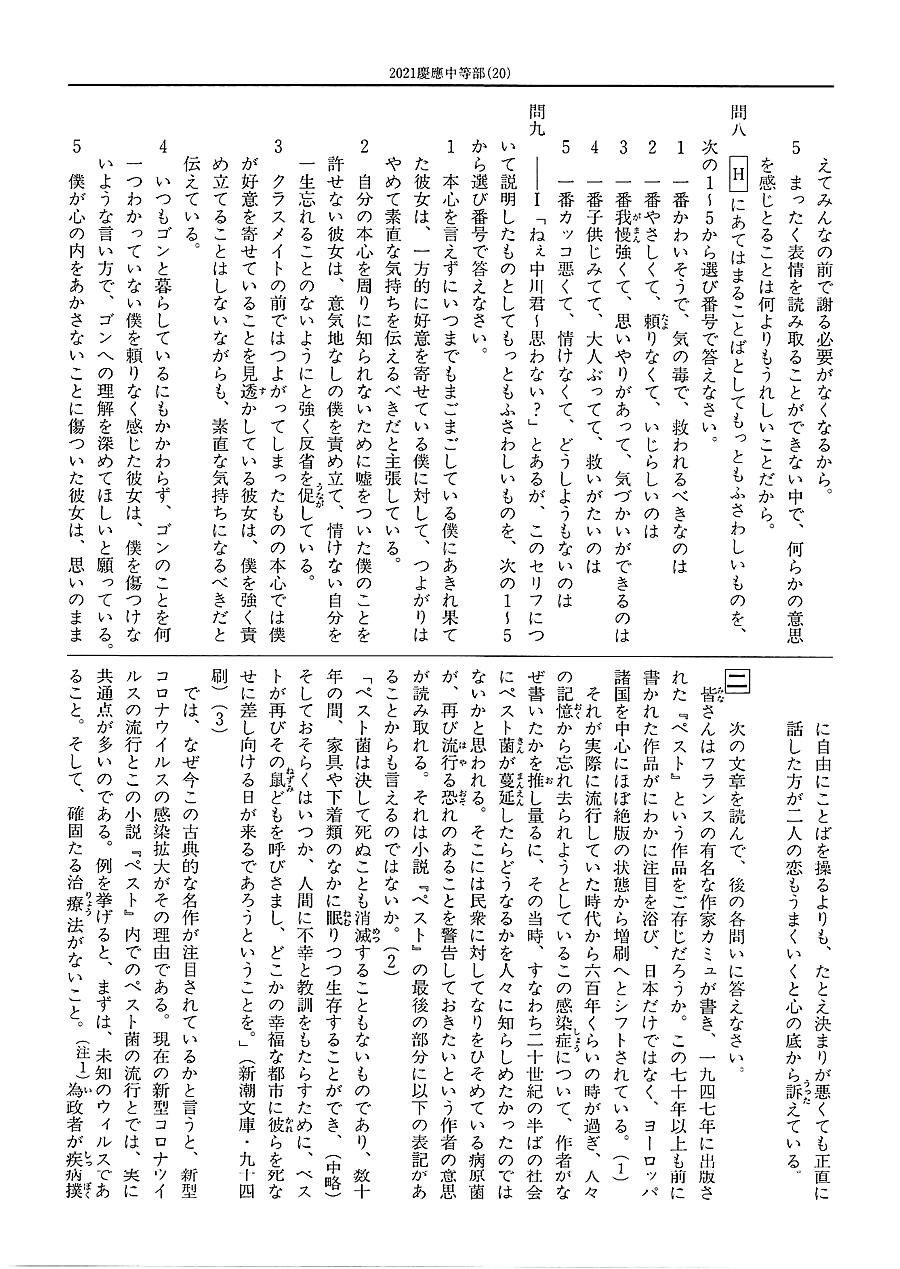 2021慶應中等部(20)
えてみんなの前で謝る必要がなくなるから。
5 まったく表情を読み取ることができない中で、何らかの意思
を感じとることは何よりもうれしいことだから。
問八 H にあてはまることばとしてもっともふさわしいものを、
次の1〜5から選び番号で答えなさい。
1 一番かわいそうで、気の毒で、救われるべきなのは
2 一番やさしくて、頼りなくて、いじらしいのは
3 一番我慢強くて、思いやりがあって、気づかいができるのは
4 一番子供じみてて、大人ぶってて、救いがたいのは
5 一番カッコ悪くて、情けなくて、どうしようもないのは
問九 ――I「ねぇ中川君〜思わない?」とあるが、このセリフにつ
いて説明したものとしてもっともふさわしいものを、次の1〜5
から選び番号で答えなさい。
1 本心を言えずにいつまでもまごまごしている僕にあきれ果て
た彼女は、一方的に好意を寄せている僕に対して、つよがりは
やめて素直な気持ちを伝えるべきだと主張している。
2 自分の本心を周りに知られないために嘘をついた僕のことを
許せない彼女は、意気地なしの僕を責め立て、情けない自分を
一生忘れることのないようにと強く反省を促している。
3 クラスメイトの前ではつよがってしまったものの本心では僕
が好意を寄せていることを見透かしている彼女は、僕を強く責
め立てることはしないながらも、素直な気持ちになるべきだと
伝えている。
4 いつもゴンと暮らしているにもかかわらず、ゴンのことを何
一つわかっていない僕を頼りなく感じた彼女は、僕を傷つけな
いような言い方で、ゴンへの理解を深めてほしいと願っている。
5 僕が心の内をあかさないことに傷ついた彼女は、思いのまま
に自由にことばを操るよりも、たとえ決まりが悪くても正直に
話した方が二人の恋もうまくいくと心の底から訴えている。
二 次の文章を読んで、後の各問いに答えなさい。
皆さんはフランスの有名な作家カミュが書き、一九四七年に出版さ
れた『ペスト』という作品をご存じだろうか。この七十年以上も前に
書かれた作品がにわかに注目を浴び、日本だけではなく、ヨーロッパ
諸国を中心にほぼ絶版の状態から増刷へとシフトされている。(1)
それが実際に流行していた時代から六百年くらいの時が過ぎ、人々
の記憶から忘れ去られようとしているこの感染症について、作者がな
ぜ書いたかを推し量るに、その当時、すなわち二十世紀の半ばの社会
にペスト菌が蔓延したらどうなるかを人々に知らしめたかったのでは
ないかと思われる。そこには民衆に対してなりをひそめている病原菌
が、再び流行る恐れのあることを警告しておきたいという作者の意思
が読み取れる。それは小説『ペスト』の最後の部分に以下の表記があ
ることからも言えるのではないか。(2)
「ペスト菌は決して死ぬことも消滅することもないものであり、数十
年の間、家具や下着類のなかに眠りつつ生存することができ、(中略)
そしておそらくはいつか、人間に不幸と教訓をもたらすために、ペス
トが再びその鼠どもを呼びさまし、どこかの幸福な都市に彼らを死な
せに差し向ける日が来るであろうということを。」(新潮文庫・九十四
刷)(3)
では、なぜ今この古典的な名作が注目されているかと言うと、新型
コロナウイルスの感染拡大がその理由である。現在の新型コロナウイ
ルスの流行とこの小説『ペスト』内でのペスト菌の流行とでは、実に
共通点が多いのである。例を挙げると、まずは、未知のウィルスであ
ること。そして、確固たる治療法がないこと。(注1)為政者が疾病撲